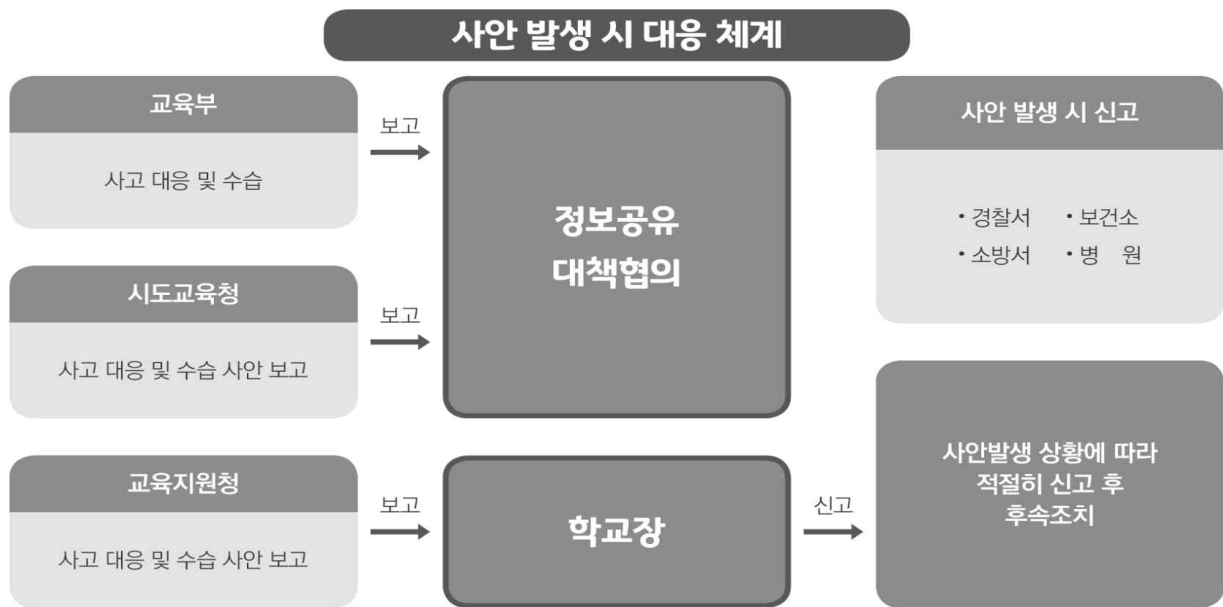 사안 발생 시 대응 체계
교육부
사고 대응 및 수습
보고
시도교육청
사고 대응 및 수습 사안 보고
보고
교육지원청
사고 대응 및 수습 사안 보고
보고
정보공유
대책협의
학교장
신고
사안 발생 시 신고
• 경찰서 • 보건소
• 소방서 • 병 원
사안발생 상황에 따라
적절히 신고 후
후속조치